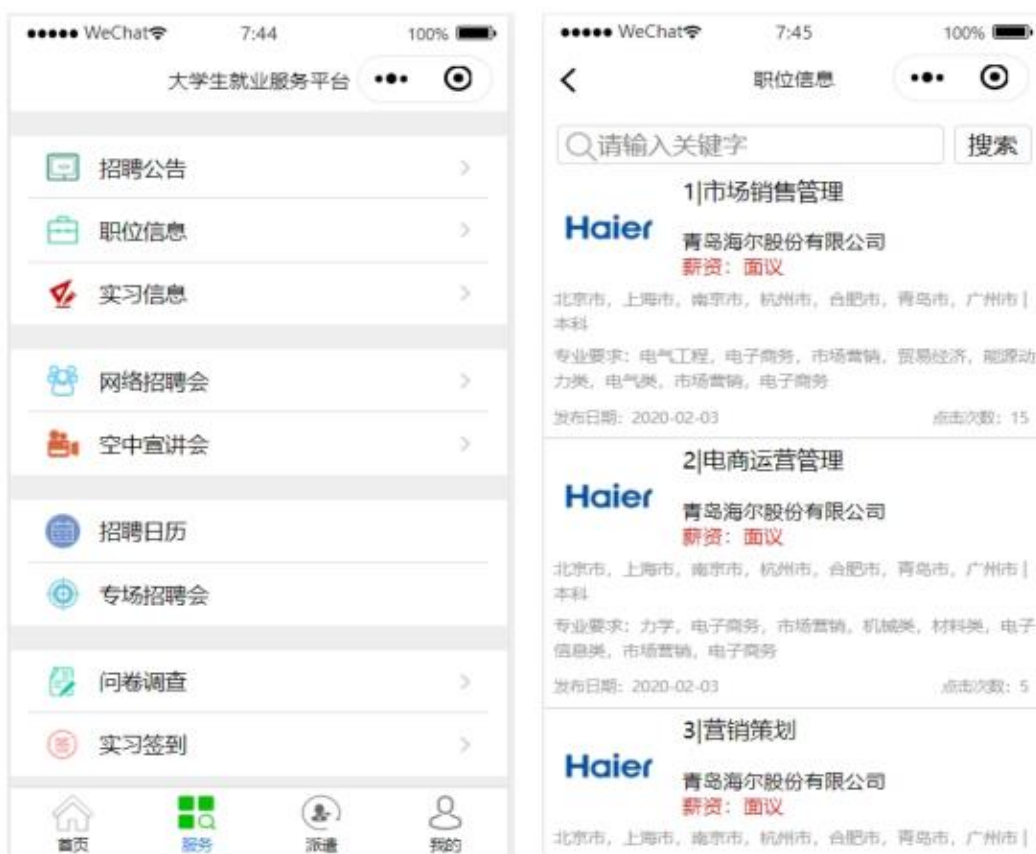 WeChat 7:44 100%
大学生就业服务平台
招聘公告
职位信息
实习信息
网络招聘会
空中宣讲会
招聘日历
专场招聘会
问卷调查
签
实习签到
首页 服务 派遣 我的
WeChat 7:45 100%
职位信息
请输入关键字 搜索
1|市场销售管理
Haier
青岛海尔股份有限公司
薪资：面议
北京市，上海市，南京市，杭州市，合肥市，青岛市，广州市|
本科
专业要求：电气工程，电子商务，市场营销，贸易经济，能源动
力类，电气类，市场营销，电子商务
发布日期：2020-02-03 点击次数：15
2|电商运营管理
Haier
青岛海尔股份有限公司
薪资：面议
北京市，上海市，南京市，杭州市，合肥市，青岛市，广州市|
本科
专业要求：力学，电子商务，市场营销，机械类，材料类，电子
信息类，市场营销，电子商务
发布日期：2020-02-03 点击次数：5
3|营销策划
Haier
青岛海尔股份有限公司
薪资：面议
北京市，上海市，南京市，杭州市，合肥市，青岛市，广州市|